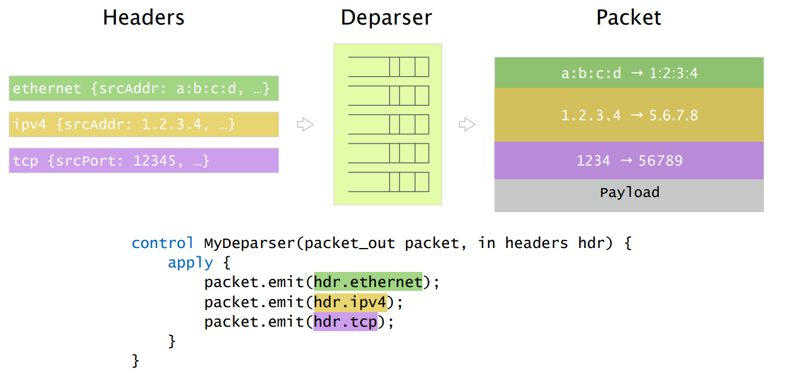 Headers
Deparser
Packet
ethernet {srcAddr: a:b:c:d, …}
ipv4 {srcAddr: 1.2.3.4, …}
tcp {srcPort: 12345, …}
a:b:c:d → 1:2:3:4
1.2.3.4 → 5.6.7.8
1234 → 56789
Payload
control MyDeparser(packet_out packet, in headers hdr) {
    apply {
        packet.emit(hdr.ethernet);
        packet.emit(hdr.ipv4);
        packet.emit(hdr.tcp);
    }
}